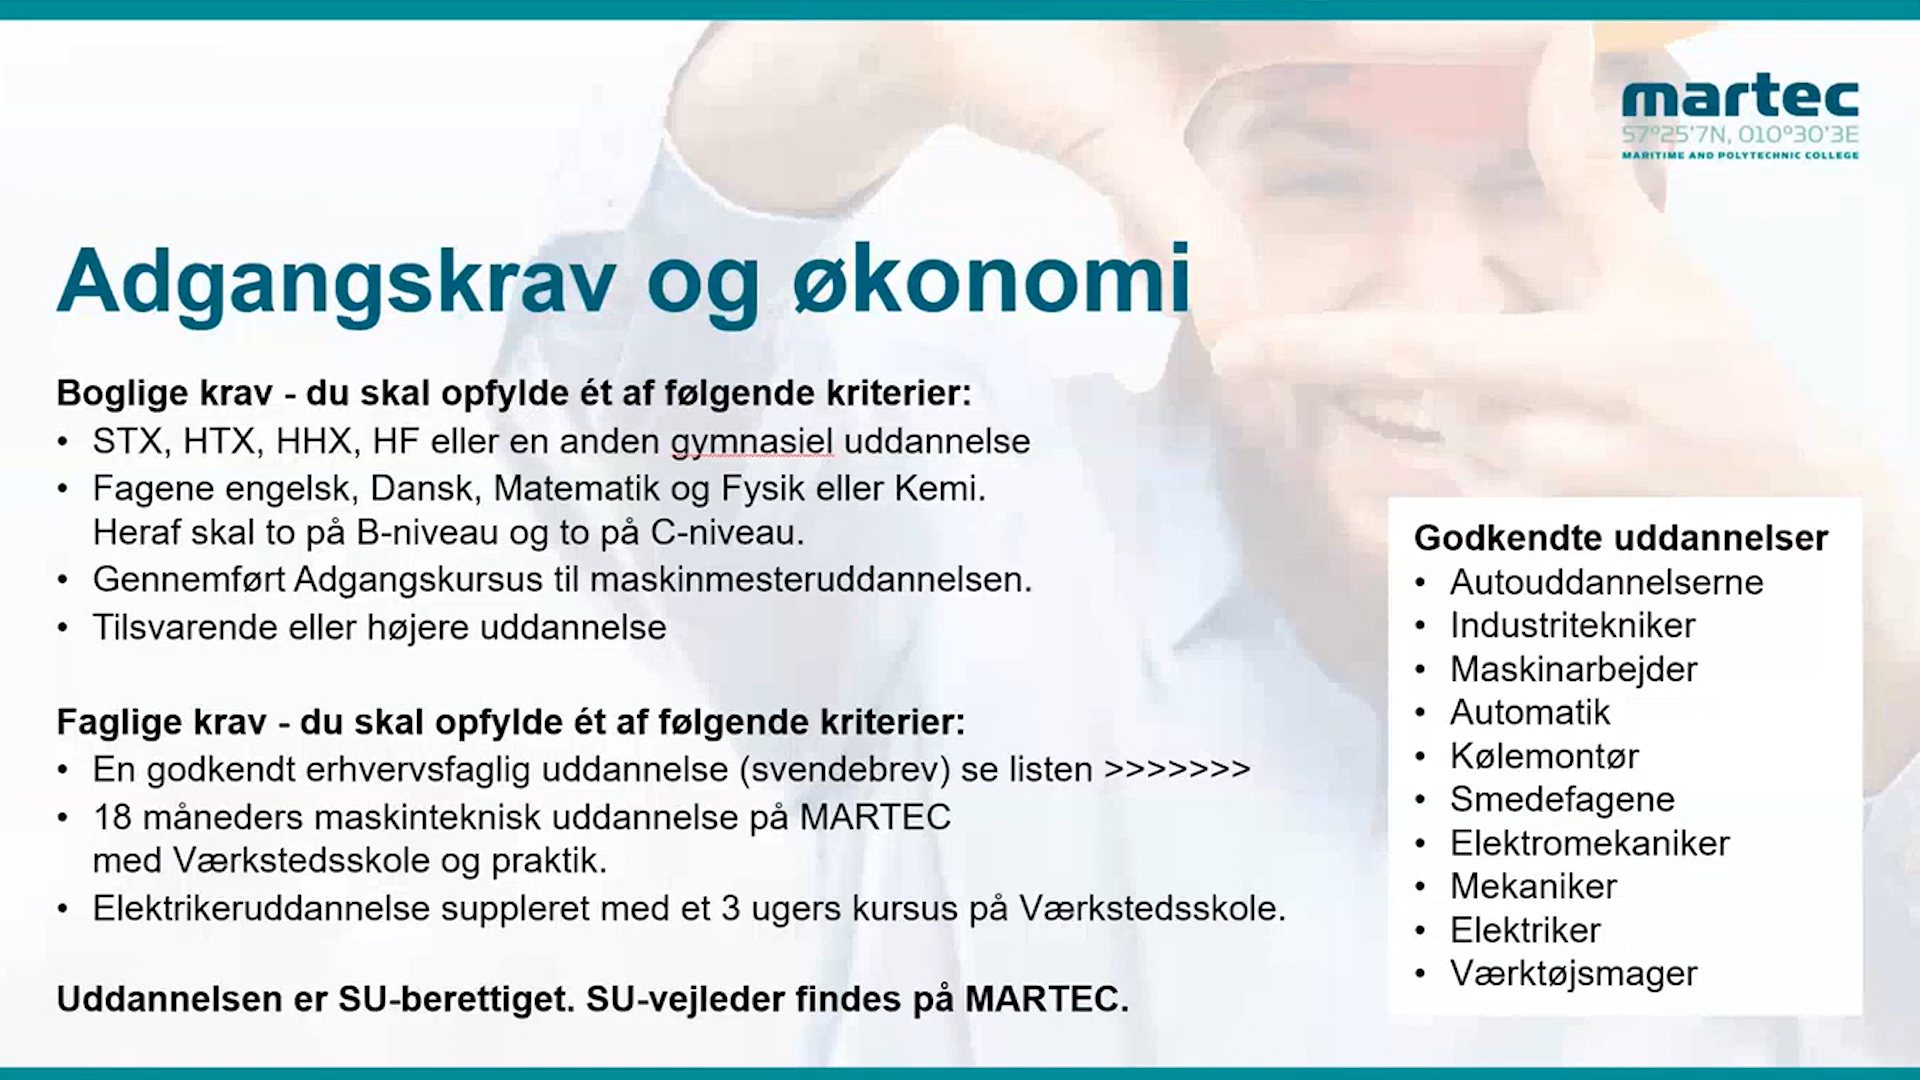 martec
57°25'7N, 010°30'3E
MARITIME AND POLYTECHNIC COLLEGE
Adgangskrav og økonomi
Boglige krav - du skal opfylde ét af følgende kriterier:
• STX, HTX, HHX, HF eller en anden gymnasiel uddannelse
• Fagene engelsk, Dansk, Matematik og Fysik eller Kemi.
Heraf skal to på B-niveau og to på C-niveau.
• Gennemført Adgangskursus til maskinmesteruddannelsen.
• Tilsvarende eller højere uddannelse
Faglige krav - du skal opfylde ét af følgende kriterier:
• En godkendt erhvervsfaglig uddannelse (svendebrev) se listen >>>>>>>
• 18 måneders maskinteknisk uddannelse på MARTEC
med Værkstedsskole og praktik.
• Elektrikeruddannelse suppleret med et 3 ugers kursus på Værkstedsskole.
Uddannelsen er SU-berettiget. SU-vejleder findes på MARTEC.
Godkendte uddannelser
• Autouddannelserne
• Industritekniker
• Maskinarbejder
• Automatik
• Kølemontør
• Smedefagene
• Elektromekaniker
• Mekaniker
• Elektriker
• Værktøjsmager